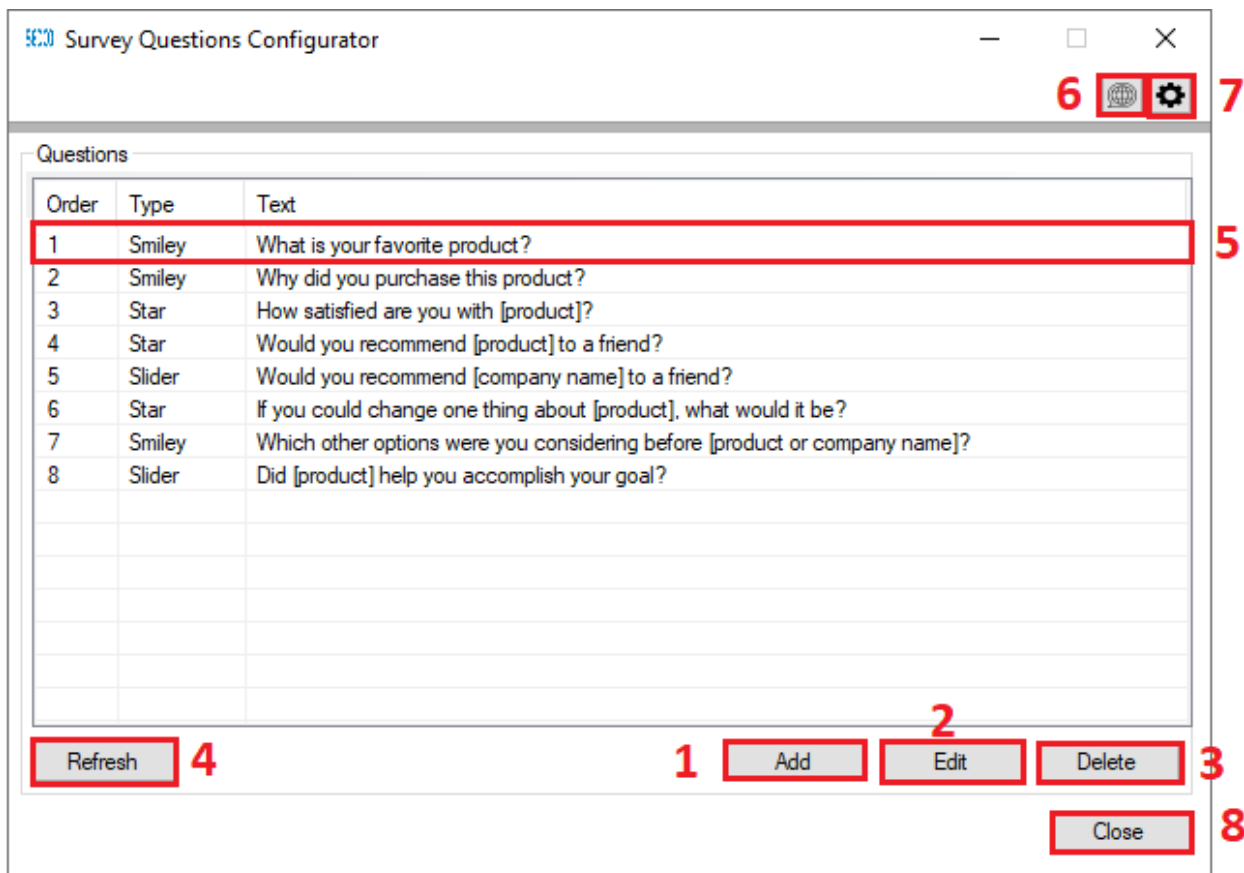 Survey Questions Configurator
6 7
Questions
Order Type Text
1 Smiley What is your favorite product? 5
2 Smiley Why did you purchase this product?
3 Star How satisfied are you with [product]?
4 Star Would you recommend [product] to a friend?
5 Slider Would you recommend [company name] to a friend?
6 Star If you could change one thing about [product], what would it be?
7 Smiley Which other options were you considering before [product or company name]?
8 Slider Did [product] help you accomplish your goal?
2
Refresh 4 1 Add Edit Delete 3
Close 8